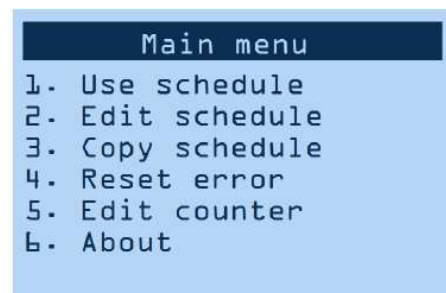 Main menu
1. Use schedule
2. Edit schedule
3. Copy schedule
4. Reset error
5. Edit counter
6. About